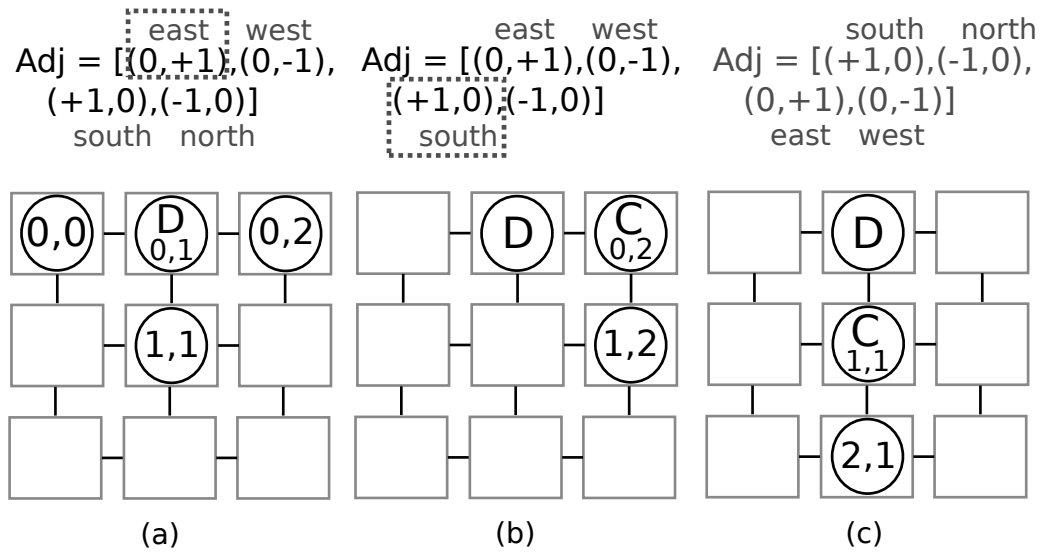 east west
Adj = [(0,+1),(0,-1),
(+1,0),(-1,0)]
south north
0,0
D
0,1
0,2
1,1
(a)
east west
Adj = [(0,+1),(0,-1),
(+1,0),(-1,0)]
south
D
C
0,2
1,2
(b)
south north
Adj = [(+1,0),(-1,0),
(0,+1),(0,-1)]
east west
D
C
1,1
2,1
(c)